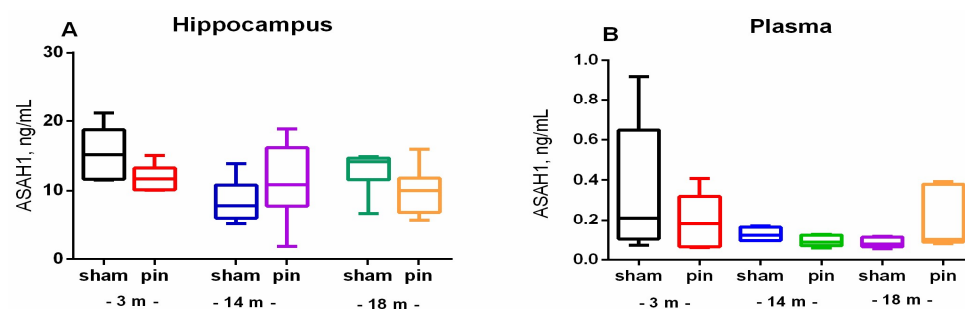 A Hippocampus
ASAH1, ng/mL
30
20
10
0
sham pin sham pin sham pin
- 3 m - - 14 m - - 18 m -
B Plasma
ASAH1, ng/mL
1.0
0.8
0.6
0.4
0.2
0.0
sham pin sham pin sham pin
- 3 m - - 14 m - - 18 m -